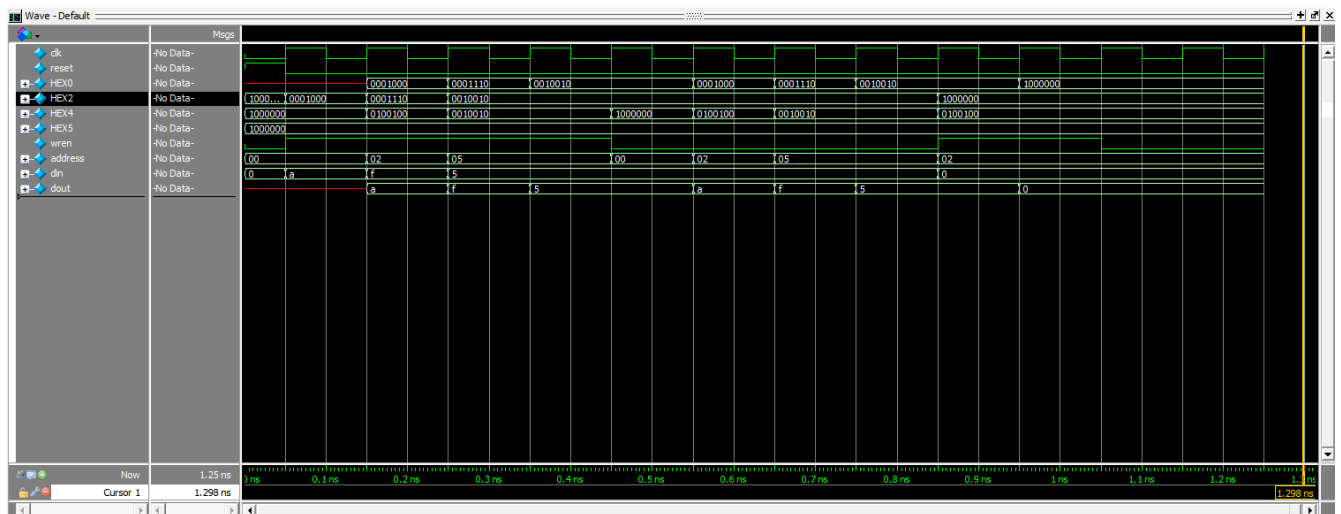 Wave - Default
Msgs
clk -No Data-
reset -No Data-
HEX0 -No Data- 0001000 0001110 0010010 0001000 0001110 0010010 1000000
HEX2 -No Data- 1000... 0001000 0001110 0010010 1000000
HEX4 -No Data- 1000000 0100100 0010010 1000000 0100100 0010010 0100100
HEX5 -No Data- 1000000
wren -No Data-
address -No Data- 00 02 05 00 02 05 02
din -No Data- 0 a f 5 0
dout -No Data- a f 5 a f 5 0
Now 1.25 ns ns 0.1 ns 0.2 ns 0.3 ns 0.4 ns 0.5 ns 0.6 ns 0.7 ns 0.8 ns 0.9 ns 1 ns 1.1 ns 1.2 ns
Cursor 1 1.298 ns 1.298 ns